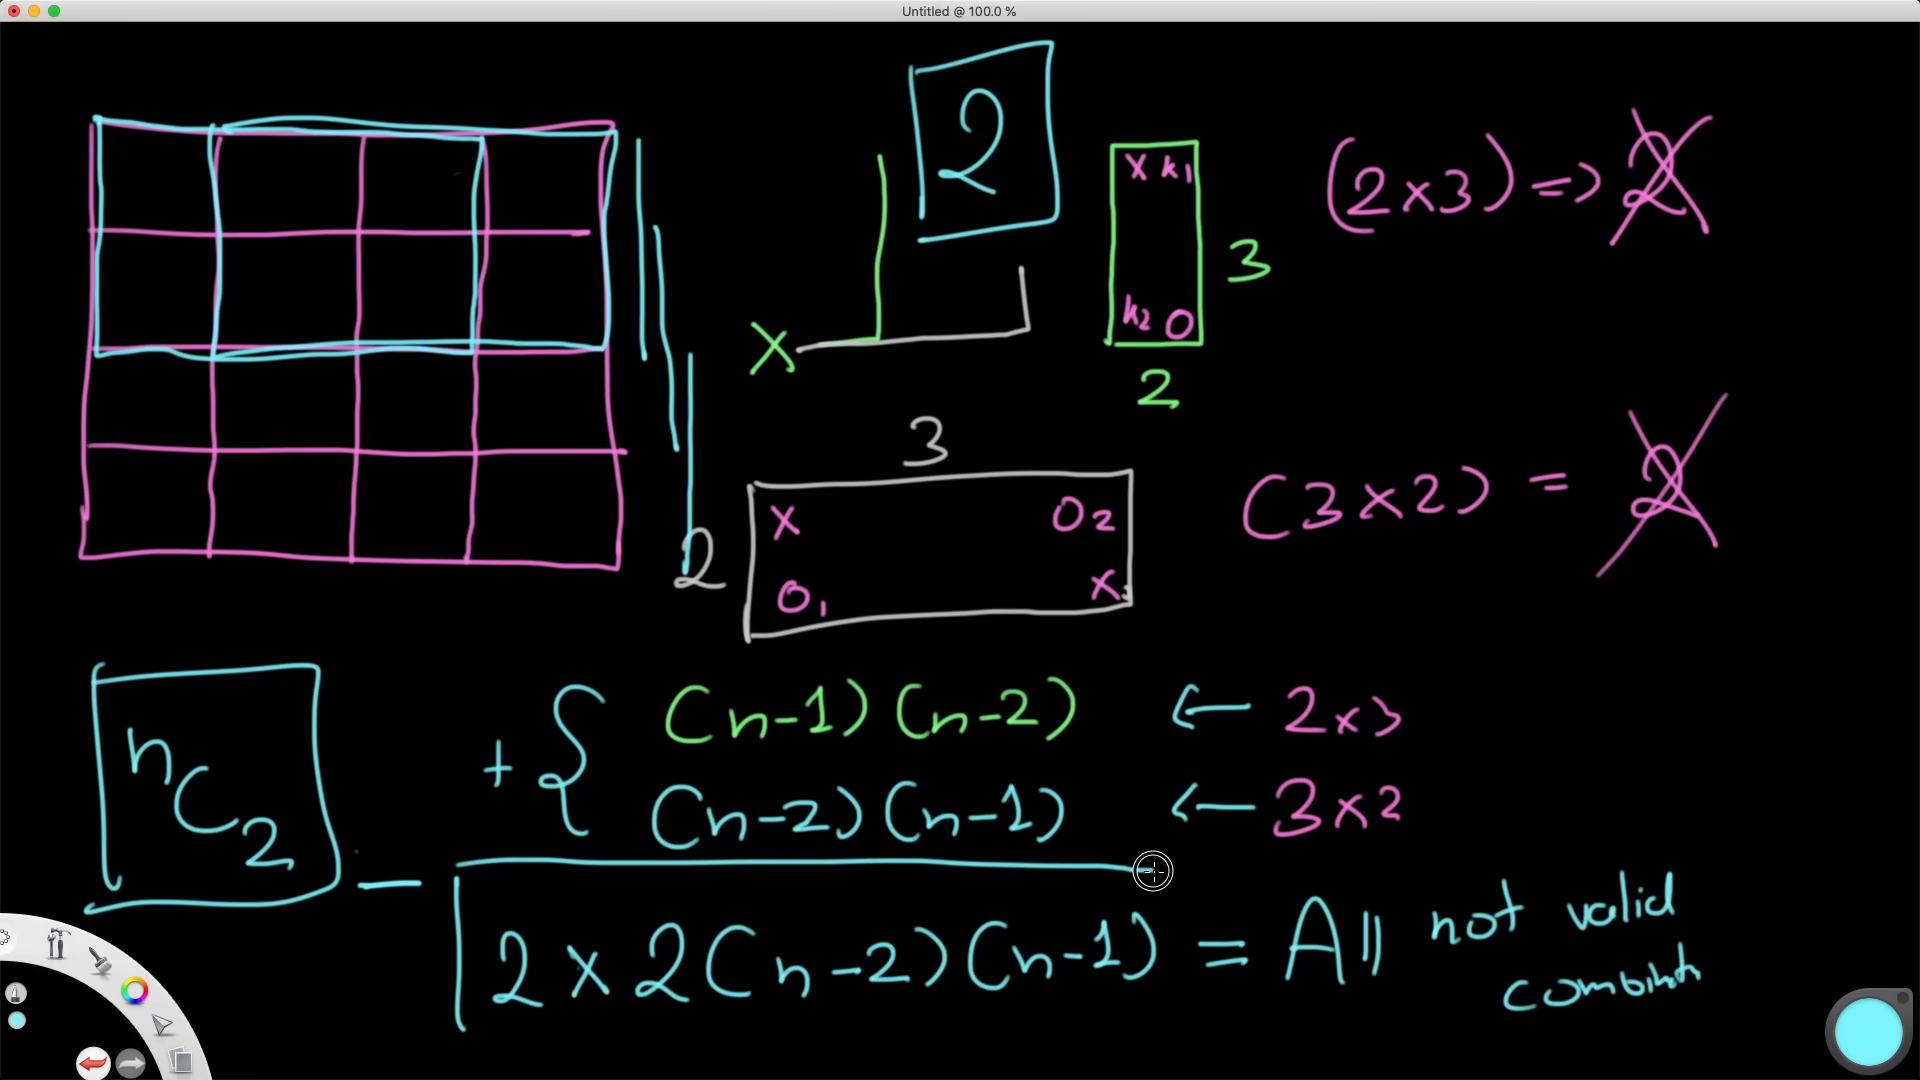 Untitled @ 100.0 %
2
X k1
k2 O
3
2
X
(2x3) => 2
3
2
X O2
O1 X
(3x2) = 2
nC2
-
+ { (n-1) (n-2) ← 2x3
(n-2) (n-1) ← 3x2
2 x 2(n-2)(n-1) = All not valid